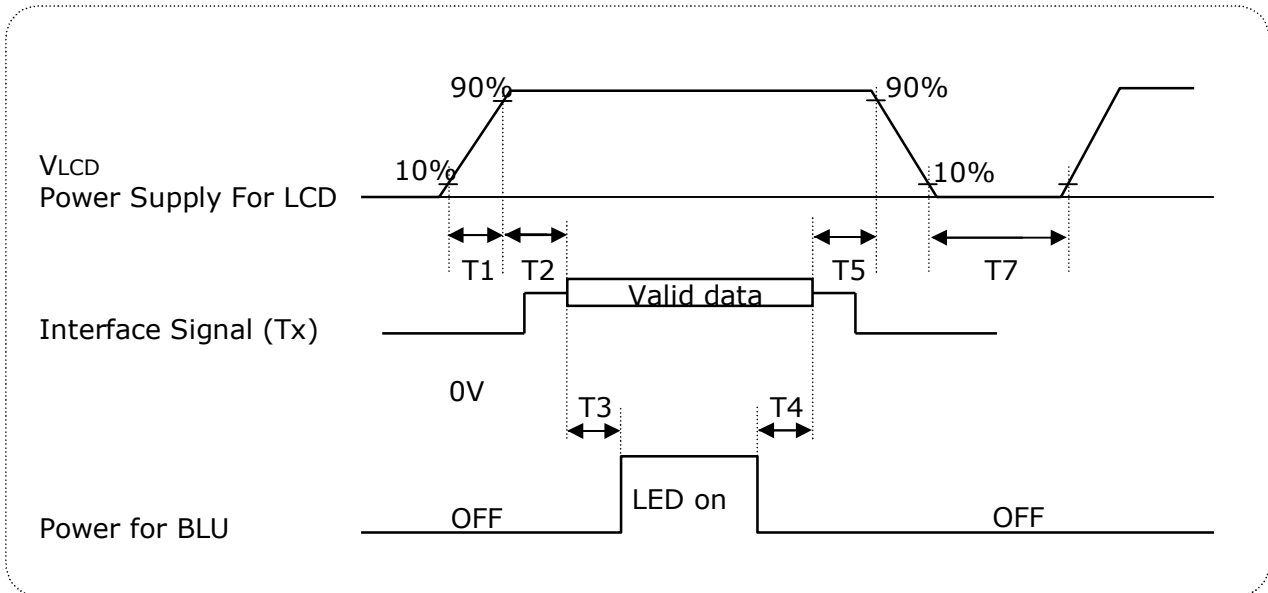 90% 90%
VLCD 10% 10%
Power Supply For LCD
T1 T2 T5 T7
Valid data
Interface Signal (Tx)
0V
T3 T4
LED on
Power for BLU OFF OFF